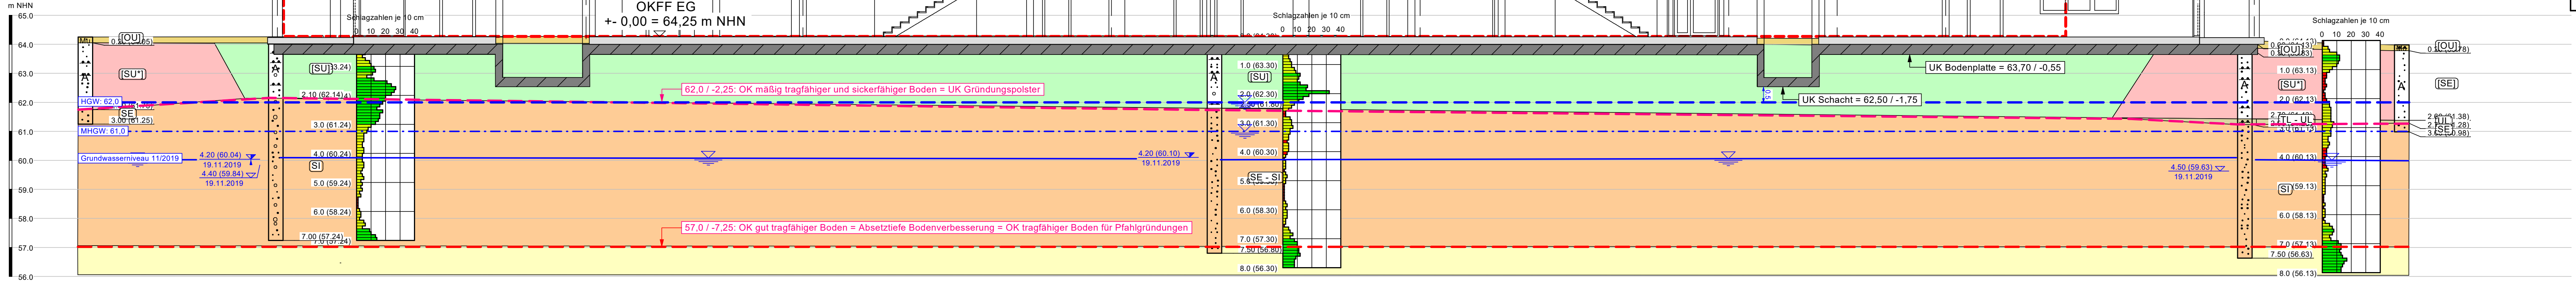 m NHN
65.0
64.0
63.0
62.0
61.0
60.0
59.0
58.0
57.0
56.0
OKFF EG
+- 0,00 = 64,25 m NHN
Schlagzahlen je 10 cm
0 10 20 30 40
Schlagzahlen je 10 cm
0 10 20 30 40
Schlagzahlen je 10 cm
0 10 20 30 40
Mu
[OU]
[SU*]
A
SE
3.00 (61.25)
HGW: 62,0
MHGW: 61,0
Grundwasserniveau 11/2019
4.20 (60.04)
19.11.2019
4.40 (59.84)
19.11.2019
A
[SU]
2.10 (62.14)
3.0 (61.24)
4.0 (60.24)
SI
5.0 (59.24)
6.0 (58.24)
7.00 (57.24)
62,0 / -2,25: OK mäßig tragfähiger und sickerfähiger Boden = UK Gründungspolster
57,0 / -7,25: OK gut tragfähiger Boden = Absetztiefe Bodenverbesserung = OK tragfähiger Boden für Pfahlgründungen
4.20 (60.10)
19.11.2019
A
1.0 (63.30)
[SU]
2.0 (62.30)
3.0 (61.30)
4.0 (60.30)
SE - SI
6.0 (58.30)
7.0 (57.30)
7.50 (56.80)
8.0 (56.30)
0,5
UK Schacht = 62,50 / -1,75
UK Bodenplatte = 63,70 / -0,55
4.50 (59.63)
19.11.2019
A
[OU]
1.0 (63.13)
[SU*]
2.0 (62.13)
TL - UL
4.0 (60.13)
SI
6.0 (58.13)
7.0 (57.13)
7.50 (56.63)
8.0 (56.13)
A
[OU]
[SE]
UL
SE